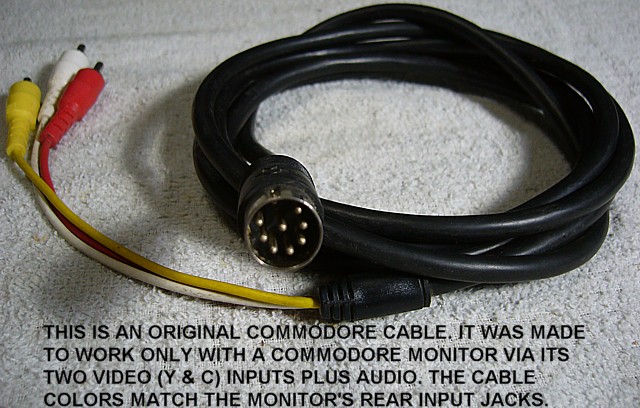 THIS IS AN ORIGINAL COMMODORE CABLE, IT WAS MADE
TO WORK ONLY WITH A COMMODORE MONITOR VIA ITS
TWO VIDEO (Y & C) INPUTS PLUS AUDIO. THE CABLE
COLORS MATCH THE MONITOR'S REAR INPUT JACKS.